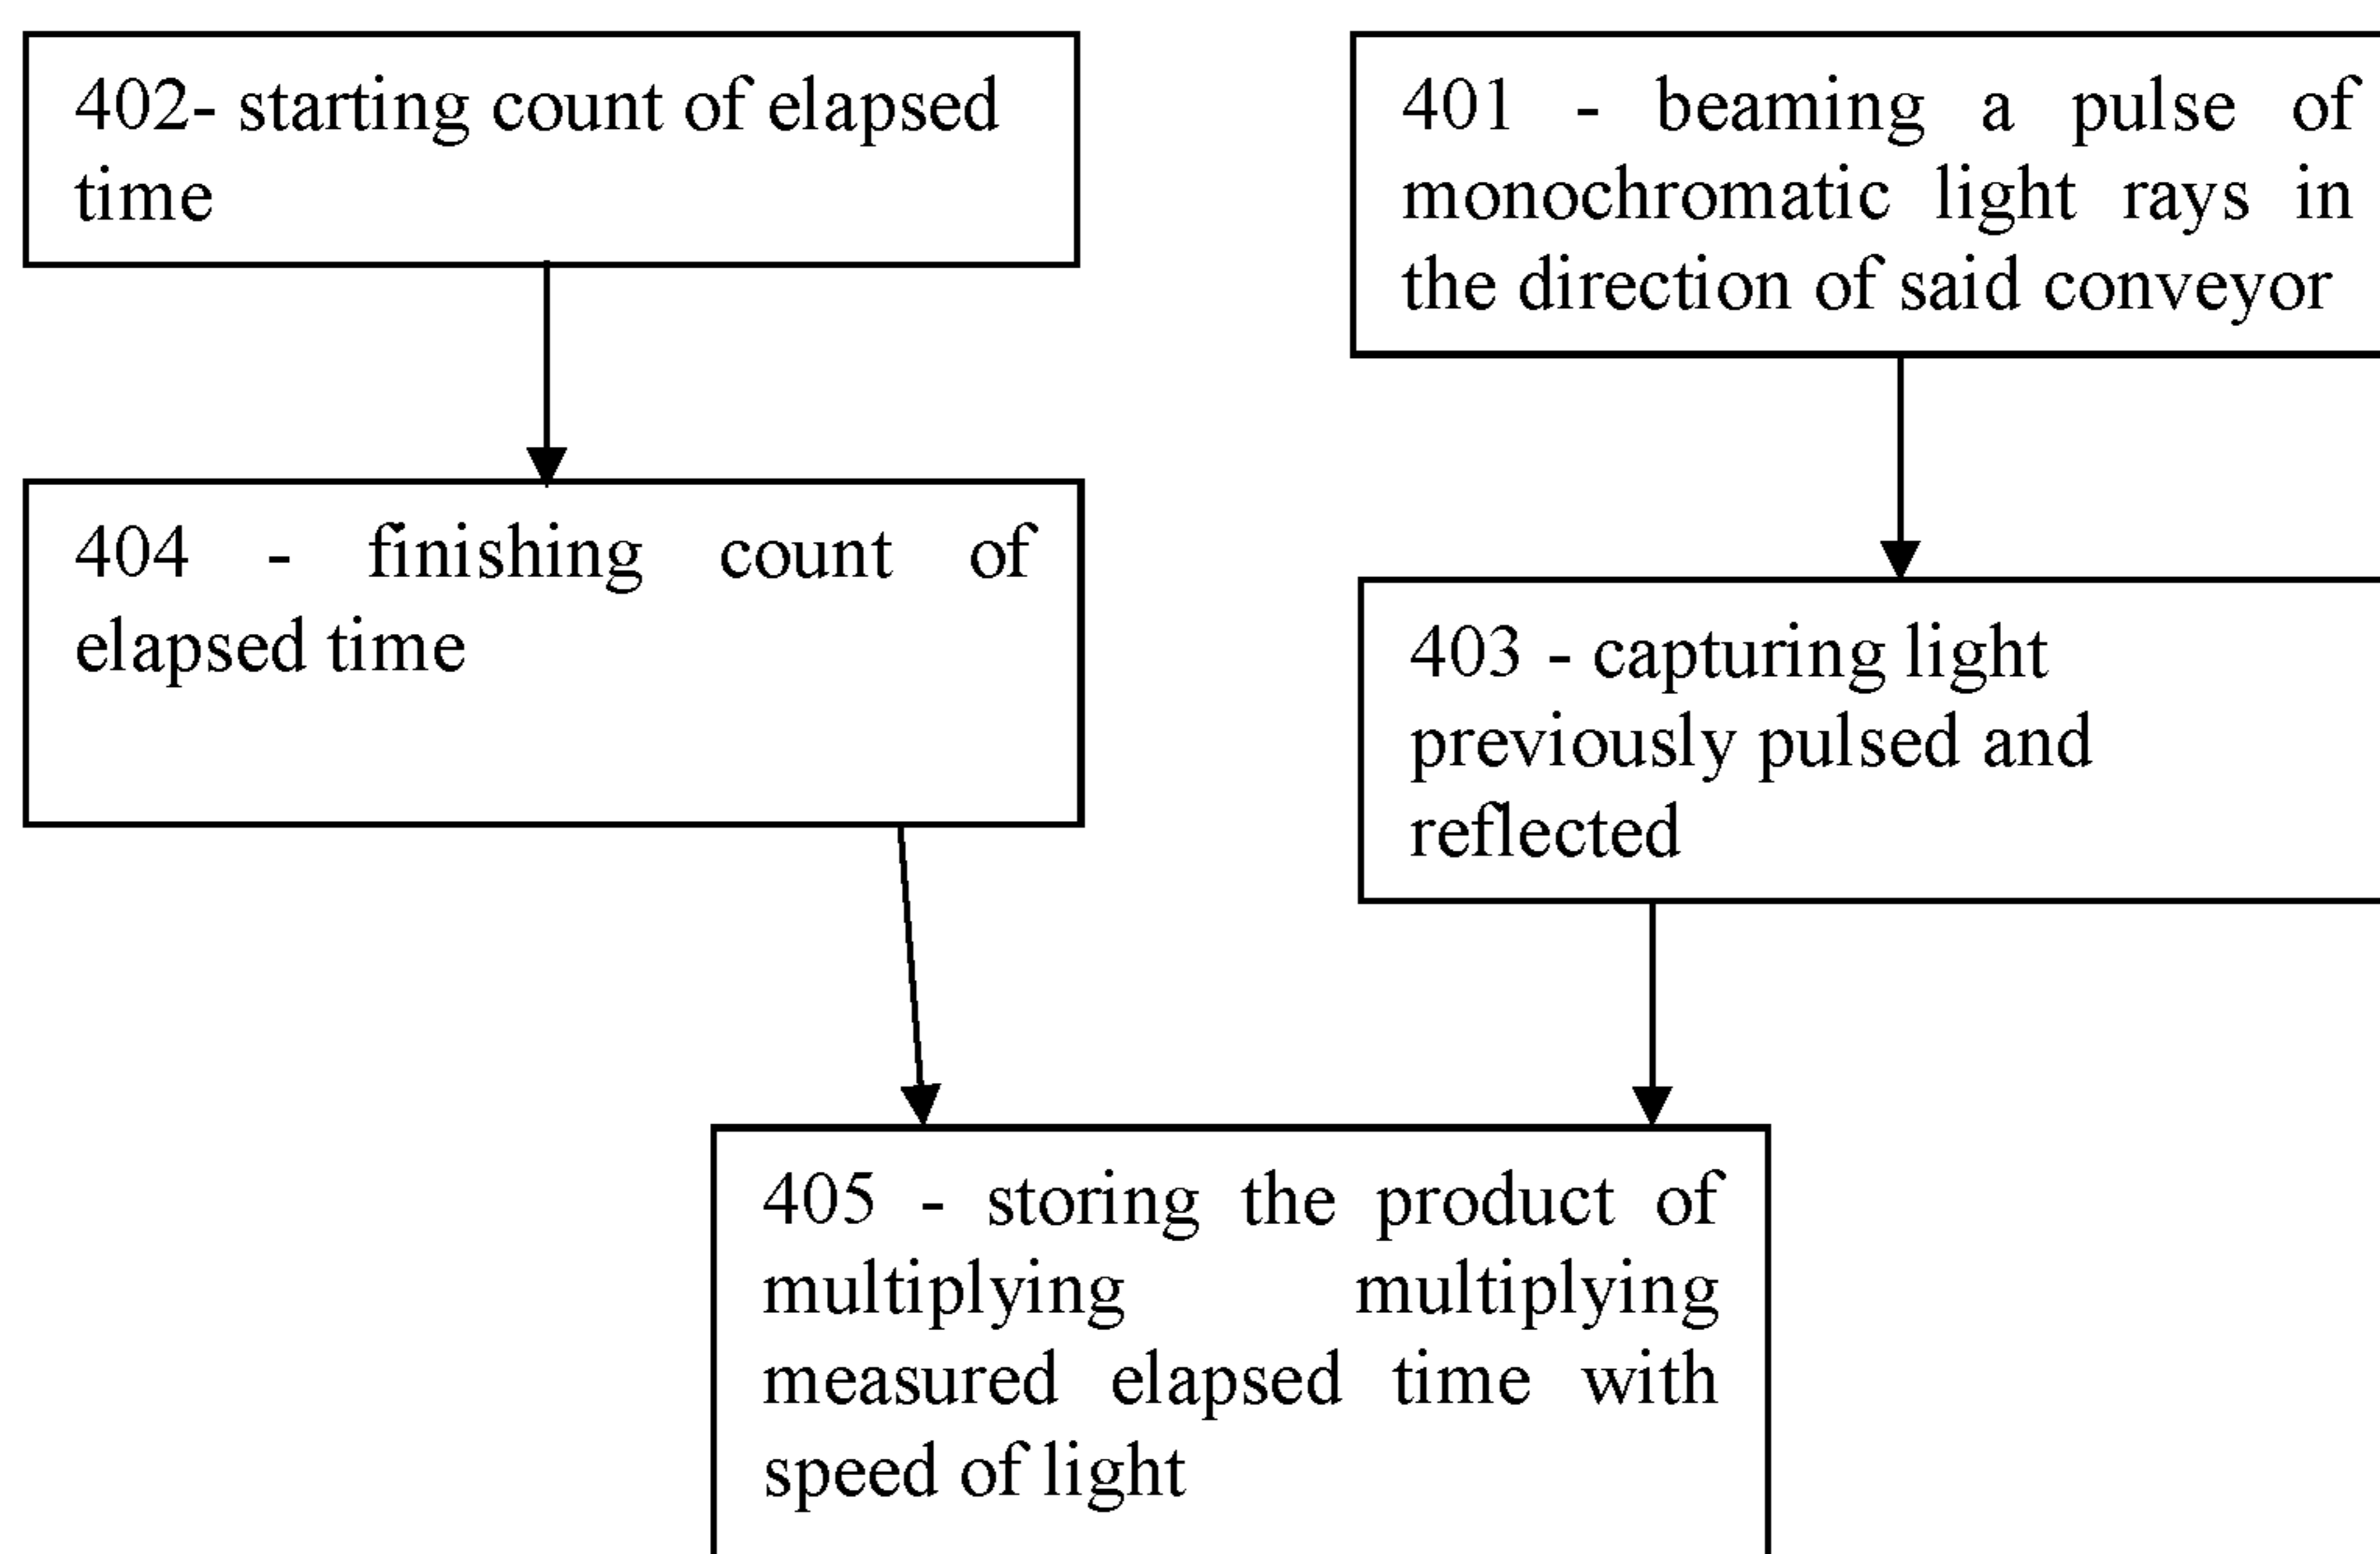 402- starting count of elapsed
time
401 - beaming a pulse of
monochromatic light rays in
the direction of said conveyor
404 - finishing count of
elapsed time
403 - capturing light
previously pulsed and
reflected
405 - storing the product of
multiplying multiplying
measured elapsed time with
speed of light